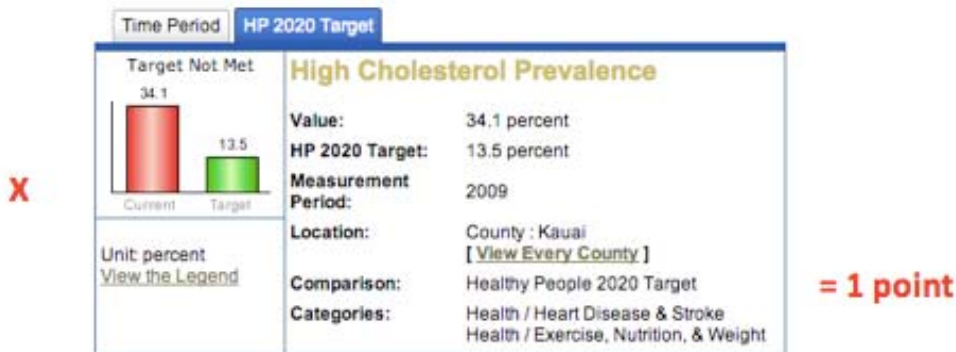 Time Period HP 2020 Target
Target Not Met
34.1
13.5
Current Target
Unit: percent
View the Legend
High Cholesterol Prevalence
Value: 34.1 percent
HP 2020 Target: 13.5 percent
Measurement Period: 2009
Location: County : Kauai
[ View Every County ]
Comparison: Healthy People 2020 Target
Categories: Health / Heart Disease & Stroke
Health / Exercise, Nutrition, & Weight
X
= 1 point